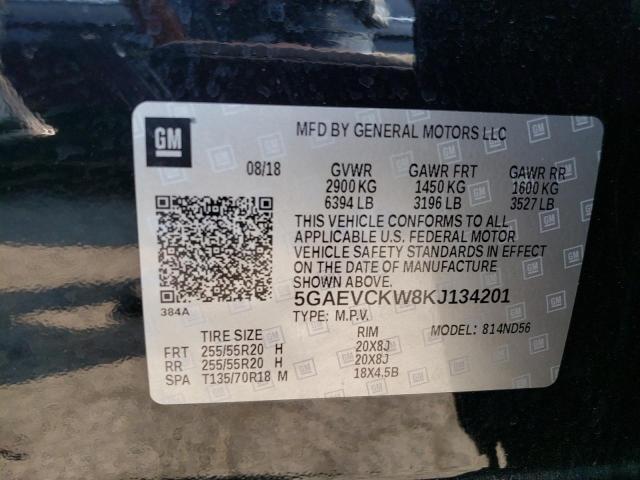 GM
MFD BY GENERAL MOTORS LLC
08/18 GVWR GAWR FRT GAWR RR
2900 KG 1450 KG 1600 KG
6394 LB 3196 LB 3527 LB
THIS VEHICLE CONFORMS TO ALL
APPLICABLE U.S. FEDERAL MOTOR
VEHICLE SAFETY STANDARDS IN EFFECT
ON THE DATE OF MANUFACTURE
SHOWN ABOVE.
5GAEVCKW8KJ134201
384A
TYPE: M.P.V. MODEL: 814ND56
TIRE SIZE RIM
FRT 255/55R20 H 20X8J
RR 255/55R20 H 20X8J
SPA T135/70R18 M 18X4.5B